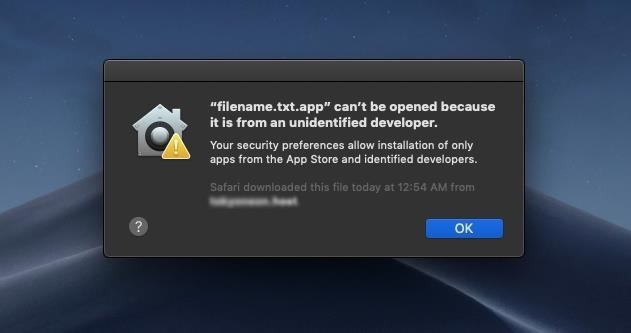 “filename.txt.app” can’t be opened because
it is from an unidentified developer.
Your security preferences allow installation of only
apps from the App Store and identified developers.
Safari downloaded this file today at 12:54 AM from
?
OK